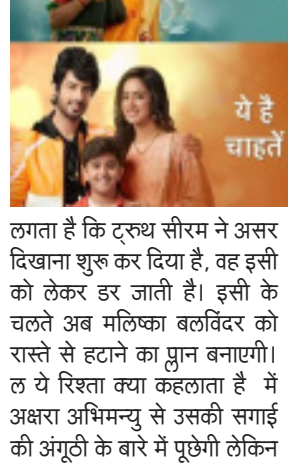 ये है
चाहतें
लगता है कि ट्रुथ सीरम ने असर
दिखाना शुरू कर दिया है, वह इसी
को लेकर डर जाती है। इसी के
चलते अब मलिष्का बलविंदर को
रास्ते से हटाने का प्लान बनाएगी।
ल ये रिश्ता क्या कहलाता है में
अक्षरा अभिमन्यु से उसकी सगाई
की अंगूठी के बारे में पूछेगी लेकिन